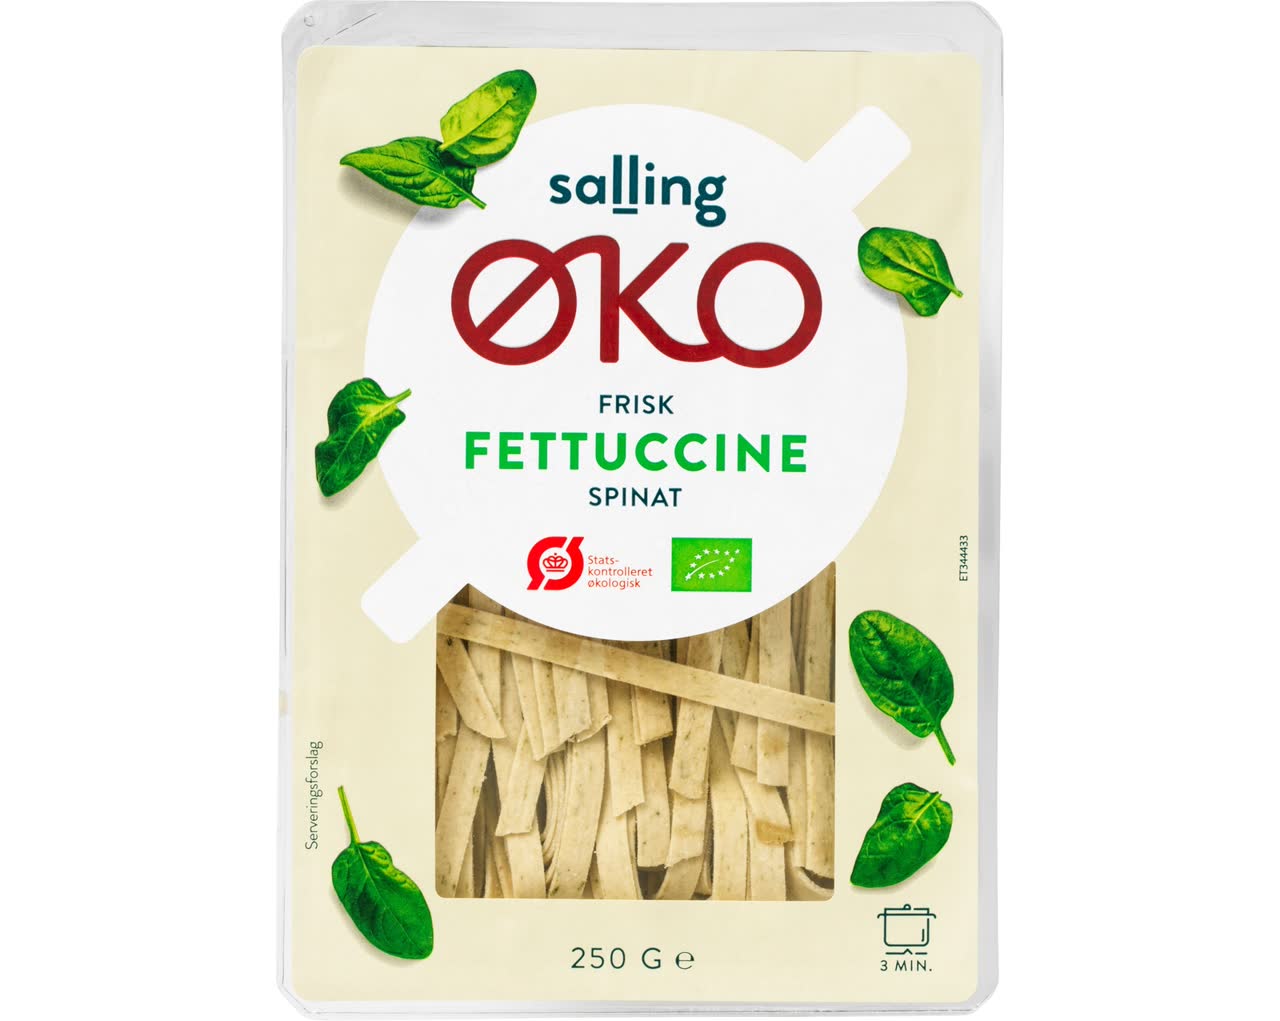 salling
ØKO
FRISK
FETTUCCINE
SPINAT
Stats-
kontrolleret
økologisk
ET344433
Serveringsforslag
250 G ℮
3 MIN.